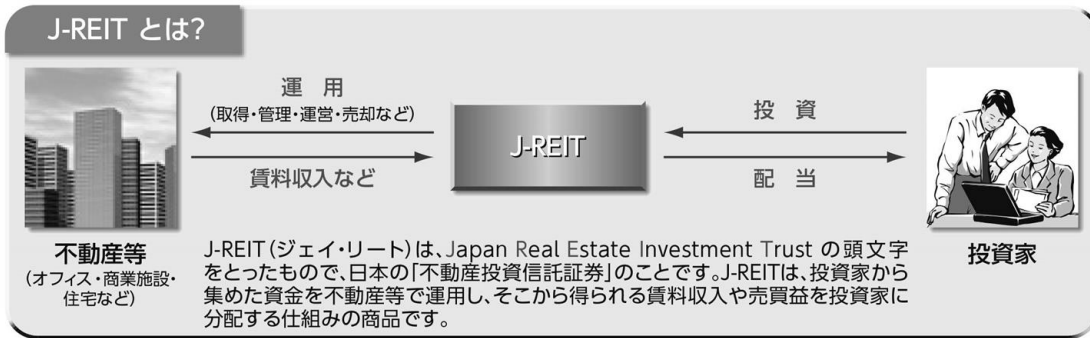 J-REIT とは?
運 用
(取得・管理・運営・売却など)
賃料収入など
J-REIT
投 資
配 当
不動産等
(オフィス・商業施設・
住宅など)
J-REIT(ジェイ・リート)は、Japan Real Estate Investment Trust の頭文字
をとったもので、日本の「不動産投資信託証券」のことです。J-REITは、投資家から
集めた資金を不動産等で運用し、そこから得られる賃料収入や売買益を投資家に
分配する仕組みの商品です。
投資家